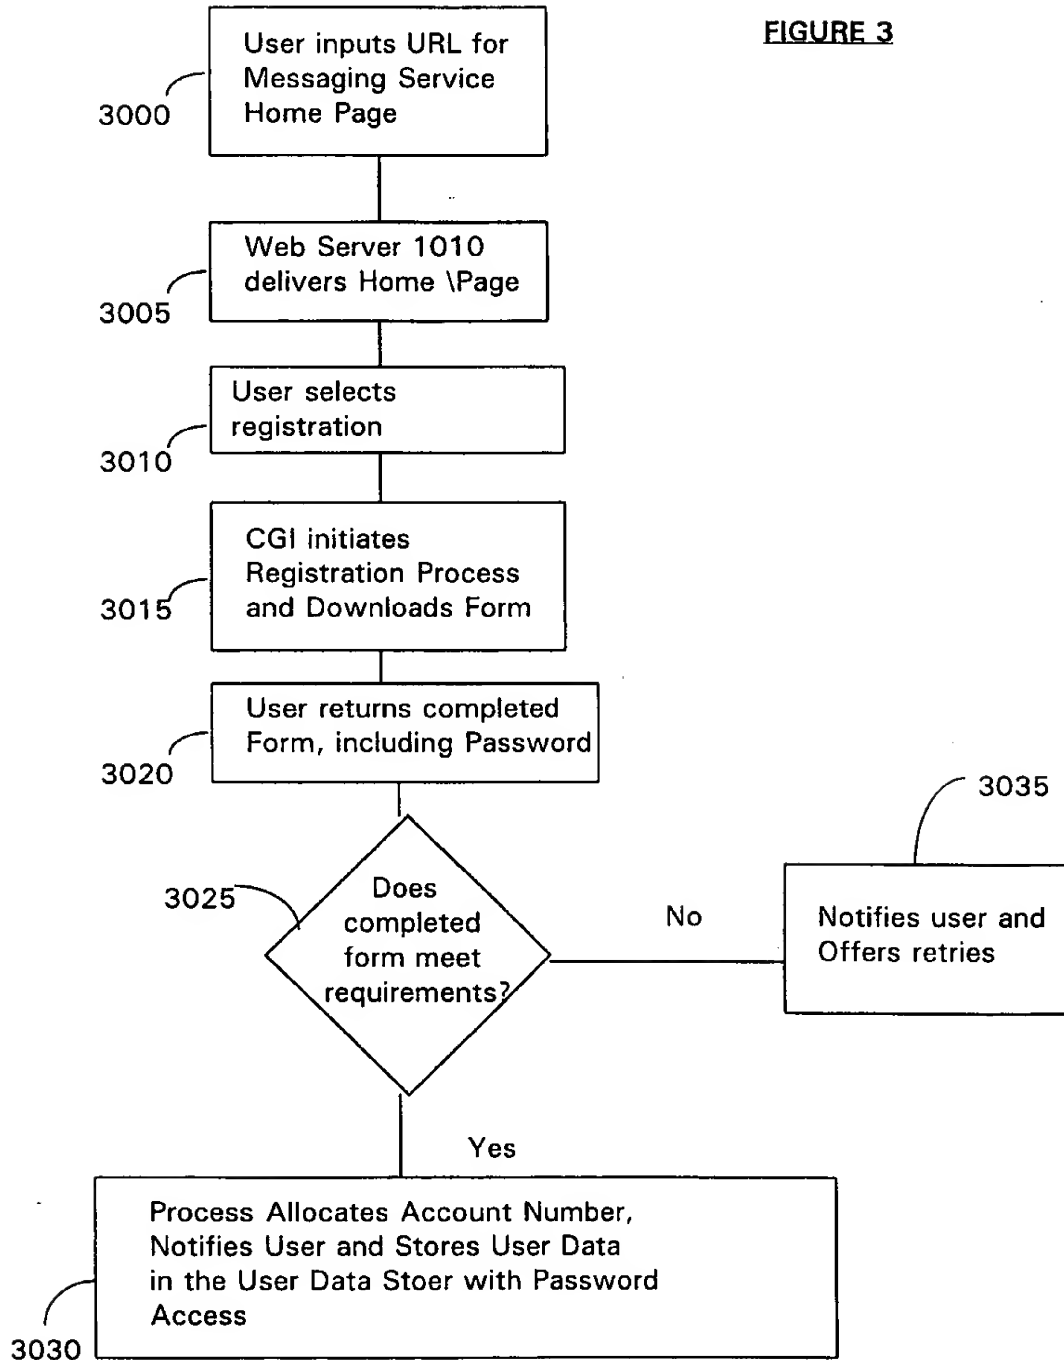 FIGURE 3
User inputs URL for
Messaging Service
Home Page
3000
Web Server 1010
delivers Home \Page
3005
User selects
registration
3010
CGI initiates
Registration Process
and Downloads Form
3015
User returns completed
Form, including Password
3020
3035
Does
completed
form meet
requirements?
3025
No
Notifies user and
Offers retries
Yes
Process Allocates Account Number,
Notifies User and Stores User Data
in the User Data Stoer with Password
Access
3030